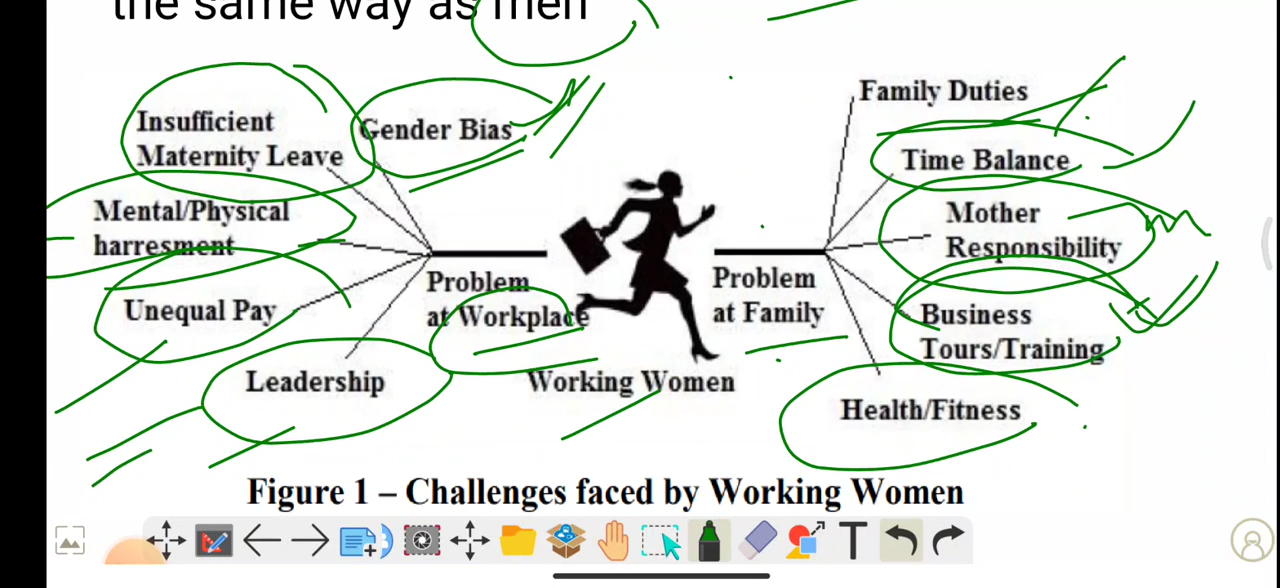 the same way as men
Insufficient
Maternity Leave
Gender Bias
Mental/Physical
harresment
Unequal Pay
Leadership
Problem
at Workplace
Working Women
Problem
at Family
Family Duties
Time Balance
Mother
Responsibility
Business
Tours/Training
Health/Fitness
Figure 1 – Challenges faced by Working Women
T